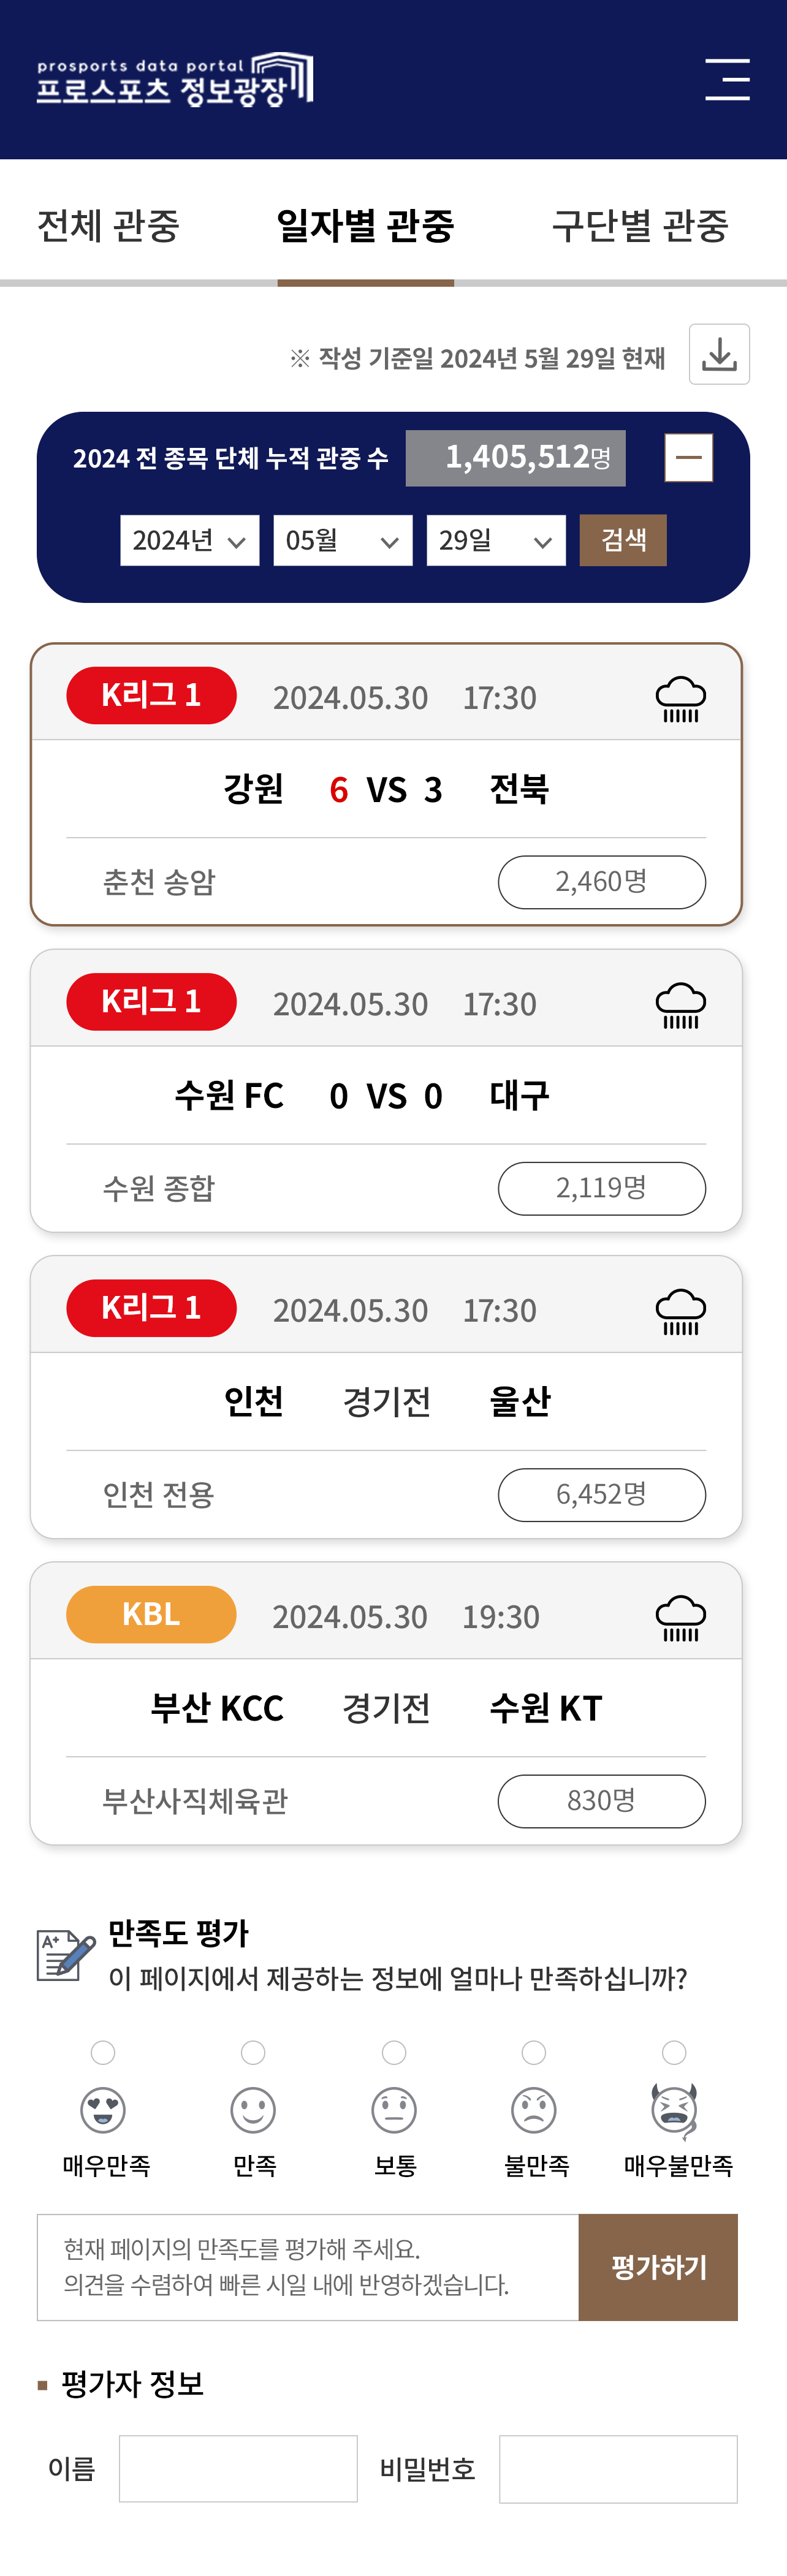 prosports data portal
프로스포츠 정보광장
전체 관중 일자별 관중 구단별 관중
※ 작성 기준일 2024년 5월 29일 현재
2024 전 종목 단체 누적 관중 수 1,405,512명
2024년 05월 29일 검색
K리그 1 2024.05.30 17:30
강원 6 VS 3 전북
춘천 송암 2,460명
K리그 1 2024.05.30 17:30
수원 FC 0 VS 0 대구
수원 종합 2,119명
K리그 1 2024.05.30 17:30
인천 경기전 울산
인천 전용 6,452명
KBL 2024.05.30 19:30
부산 KCC 경기전 수원 KT
부산사직체육관 830명
A+ 만족도 평가
이 페이지에서 제공하는 정보에 얼마나 만족하십니까?
매우만족 만족 보통 불만족 매우불만족
현재 페이지의 만족도를 평가해 주세요.
의견을 수렴하여 빠른 시일 내에 반영하겠습니다.
평가하기
평가자 정보
이름 비밀번호